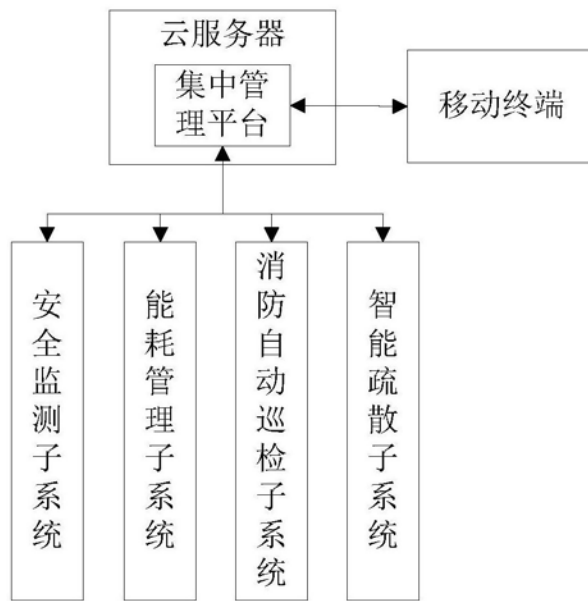 云服务器
集中管
理平台
移动终端
安全监测子系统
能耗管理子系统
消防自动巡检子系统
智能疏散子系统